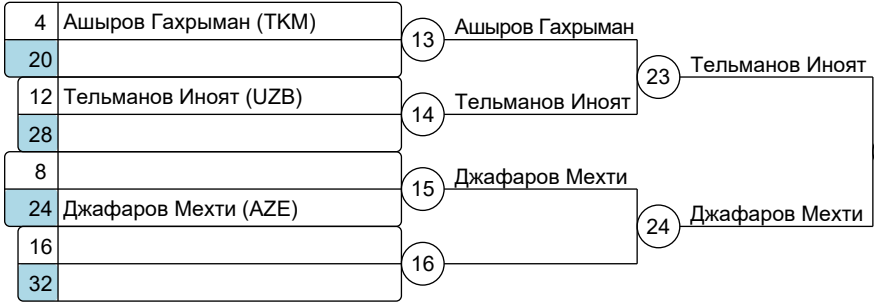 4 Ашыров Гахрыман (TKM)
20
12 Тельманов Иноят (UZB)
28
8
24 Джафаров Мехти (AZE)
16
32
13 Ашыров Гахрыман
14 Тельманов Иноят
15 Джафаров Мехти
16
23 Тельманов Иноят
24 Джафаров Мехти